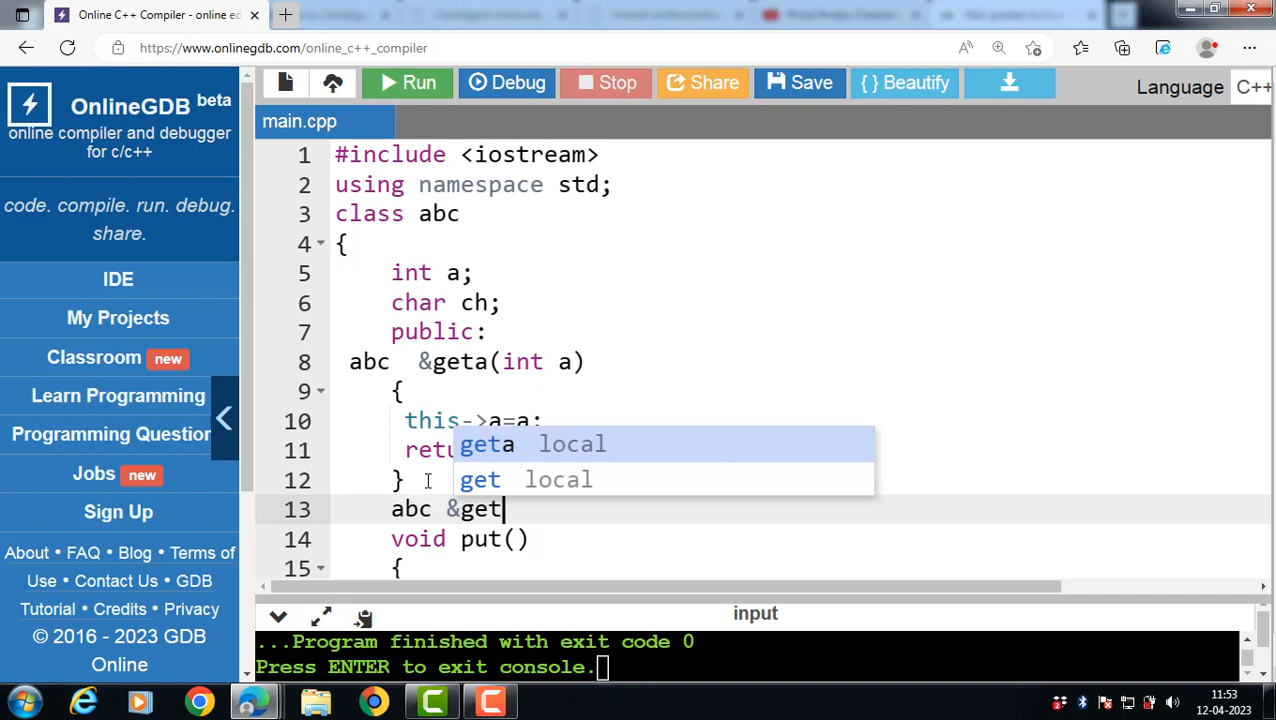 Online C++ Compiler - online ed
https://www.onlinegdb.com/online_c++_compiler
OnlineGDB beta
online compiler and debugger
for c/c++
code. compile. run. debug.
share.
IDE
My Projects
Classroom new
Learn Programming
Programming Question
Jobs new
Sign Up
About • FAQ • Blog • Terms of
Use • Contact Us • GDB
Tutorial • Credits • Privacy
© 2016 - 2023 GDB
Online
Run Debug Stop Share Save { } Beautify
Language C++
main.cpp
1 #include <iostream>
2 using namespace std;
3 class abc
4 {
5 int a;
6 char ch;
7 public:
8 abc &geta(int a)
9 {
10 this->a=a;
11 retu
12 }
13 abc &get
14 void put()
15 {
geta local
get local
input
...Program finished with exit code 0
Press ENTER to exit console.
11:53
12-04-2023